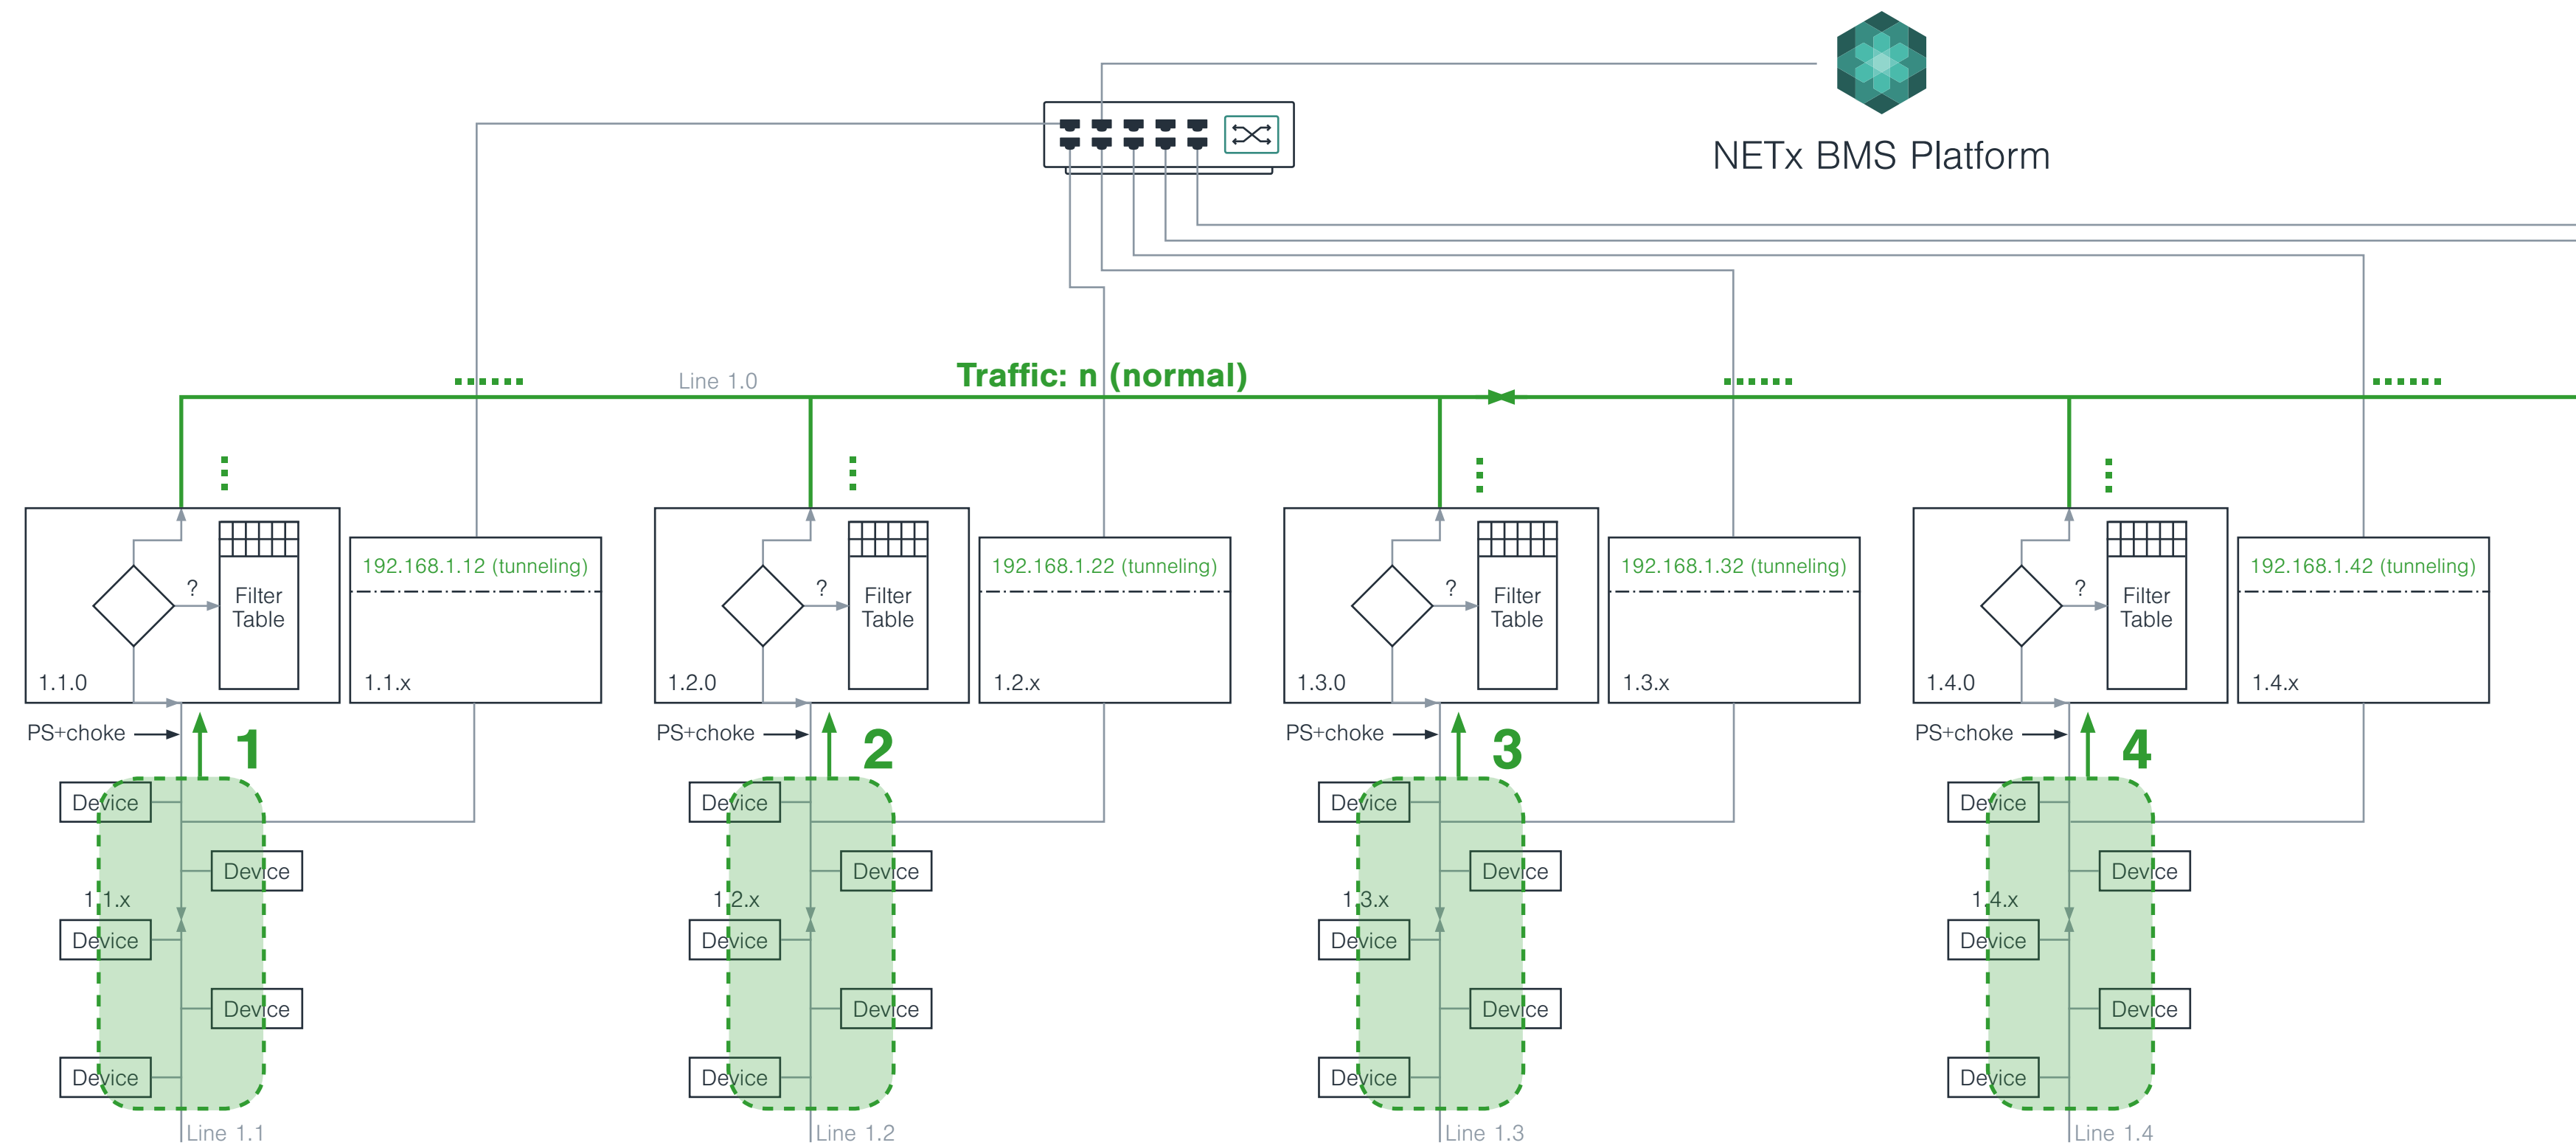 NETx BMS Platform
Line 1.0
Traffic: n (normal)
192.168.1.12 (tunneling)
192.168.1.22 (tunneling)
192.168.1.32 (tunneling)
192.168.1.42 (tunneling)
?
Filter
Table
?
Filter
Table
?
Filter
Table
?
Filter
Table
1.1.0
1.1.x
1.2.0
1.2.x
1.3.0
1.3.x
1.4.0
1.4.x
PS+choke
1
PS+choke
2
PS+choke
3
PS+choke
4
Device
Device
Device
Device
Device
Device
Device
Device
1.1.x
1.2.x
1.3.x
1.4.x
Device
Device
Device
Device
Device
Device
Device
Device
Device
Device
Device
Device
Line 1.1
Line 1.2
Line 1.3
Line 1.4